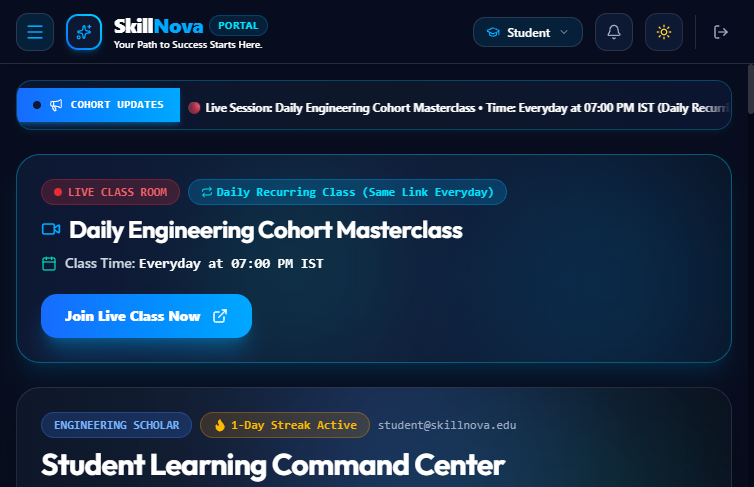 SkillNova PORTAL
Your Path to Success Starts Here.
Student
COHORT UPDATES
Live Session: Daily Engineering Cohort Masterclass • Time: Everyday at 07:00 PM IST (Daily Recurri
LIVE CLASS ROOM
Daily Recurring Class (Same Link Everyday)
Daily Engineering Cohort Masterclass
Class Time: Everyday at 07:00 PM IST
Join Live Class Now
ENGINEERING SCHOLAR
1-Day Streak Active
student@skillnova.edu
Student Learning Command Center